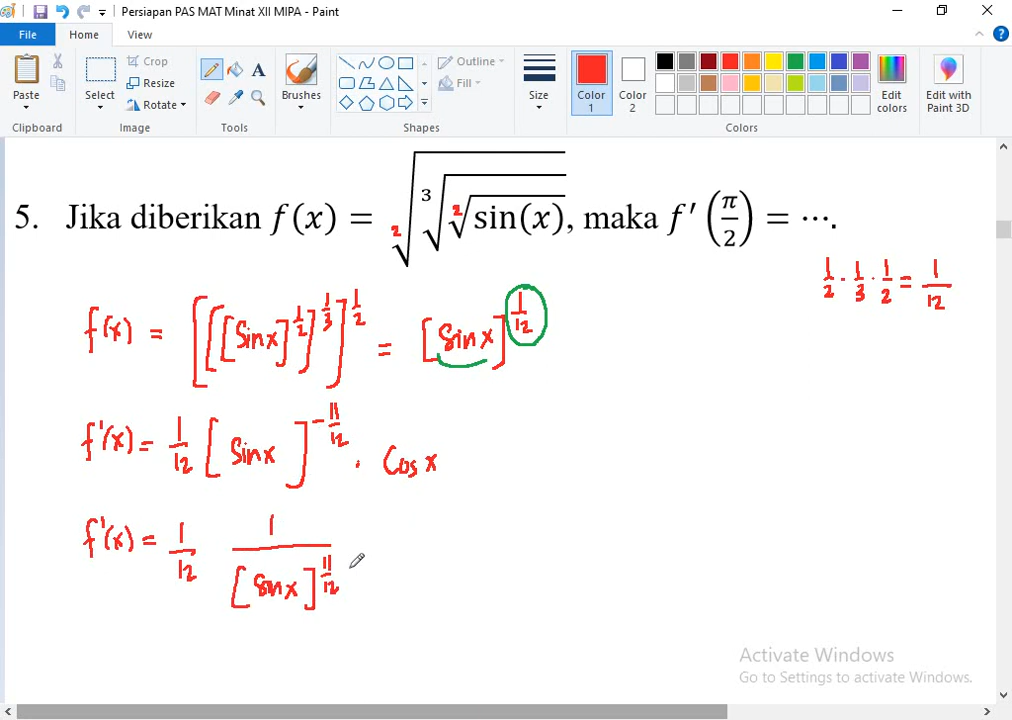 Persiapan PAS MAT Minat XII MIPA - Paint
File Home View
Paste Select Crop Resize Rotate Brushes Outline Fill Size Color 1 Color 2 Edit colors Edit with Paint 3D
Clipboard Image Tools Shapes Colors
5. Jika diberikan f(x) = ²√(³√(²√(sin(x)))), maka f′(π/2) = ⋯.
1/2 · 1/3 · 1/2 = 1/12
f(x) = [[[sin x]^(1/2)]^(1/3)]^(1/2) = [sin x]^(1/12)
f'(x) = 1/12 [sin x]^(-11/12) . Cos x
f'(x) = 1/12 1/[sin x]^(11/12)
Activate Windows
Go to Settings to activate Windows.